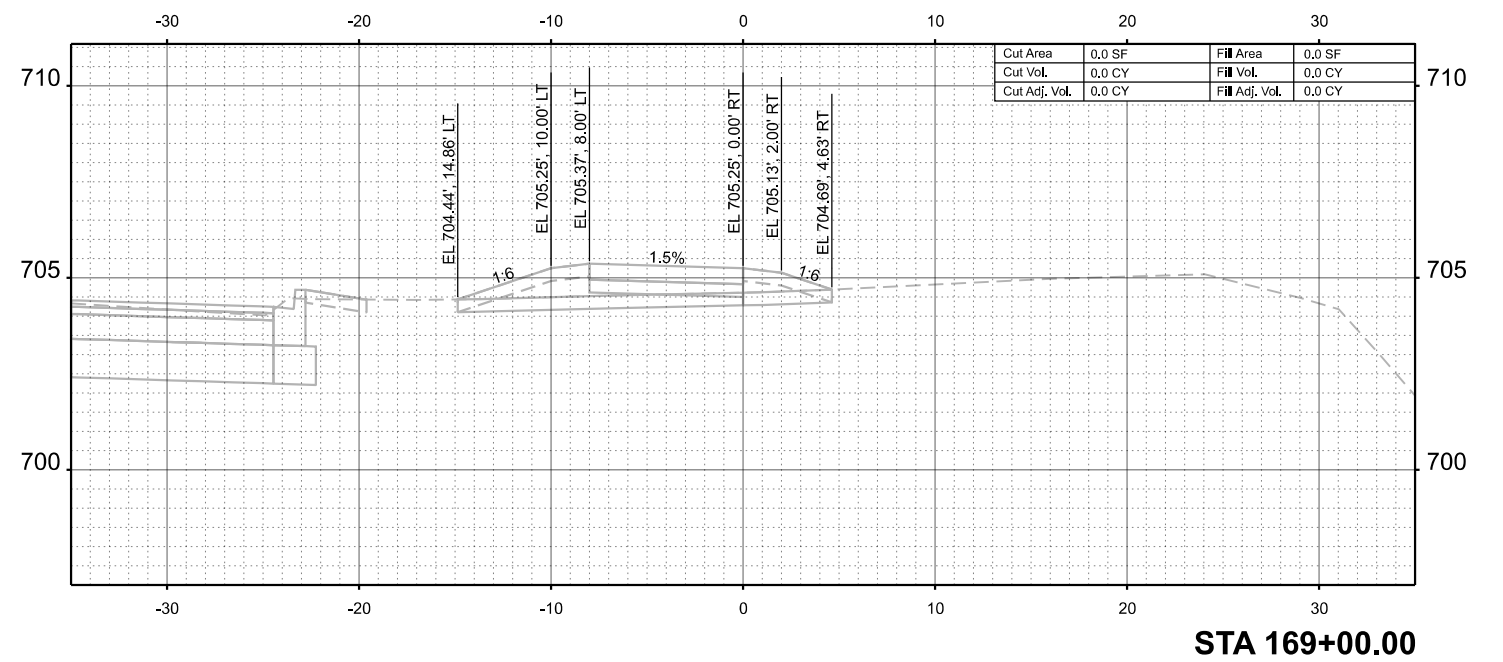 -30 -20 -10 0 10 20 30
Cut Area 0.0 SF Fill Area 0.0 SF
Cut Vol. 0.0 CY Fill Vol. 0.0 CY
Cut Adj. Vol. 0.0 CY Fill Adj. Vol. 0.0 CY
710 710
EL 704.44', 14.86' LT
EL 705.25', 10.00' LT
EL 705.37', 8.00' LT
EL 705.25', 0.00' RT
EL 705.13', 2.00' RT
EL 704.69', 4.63' RT
1:6 1.5% 1:6
705 705
700 700
-30 -20 -10 0 10 20 30
STA 169+00.00